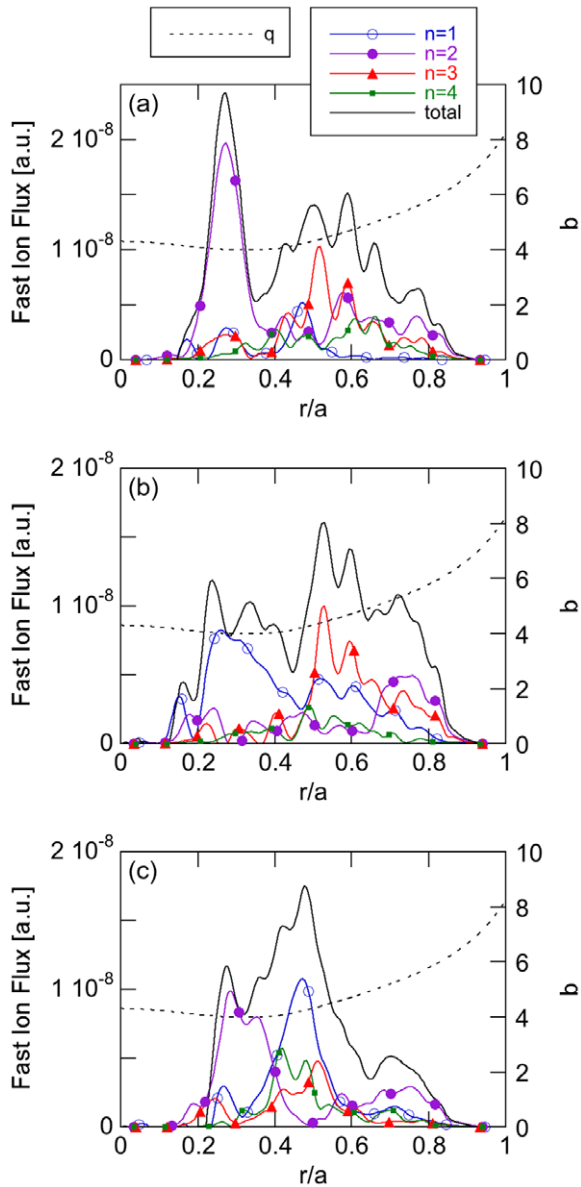 q
n=1
n=2
n=3
n=4
total
(a)
Fast Ion Flux [a.u.]
2 10-8
1 10-8
0
10
8
6
4
2
0
q
0 0.2 0.4 0.6 0.8 1
r/a
(b)
Fast Ion Flux [a.u.]
2 10-8
1 10-8
0
10
8
6
4
2
0
q
0 0.2 0.4 0.6 0.8 1
r/a
(c)
Fast Ion Flux [a.u.]
2 10-8
1 10-8
0
10
8
6
4
2
0
q
0 0.2 0.4 0.6 0.8 1
r/a